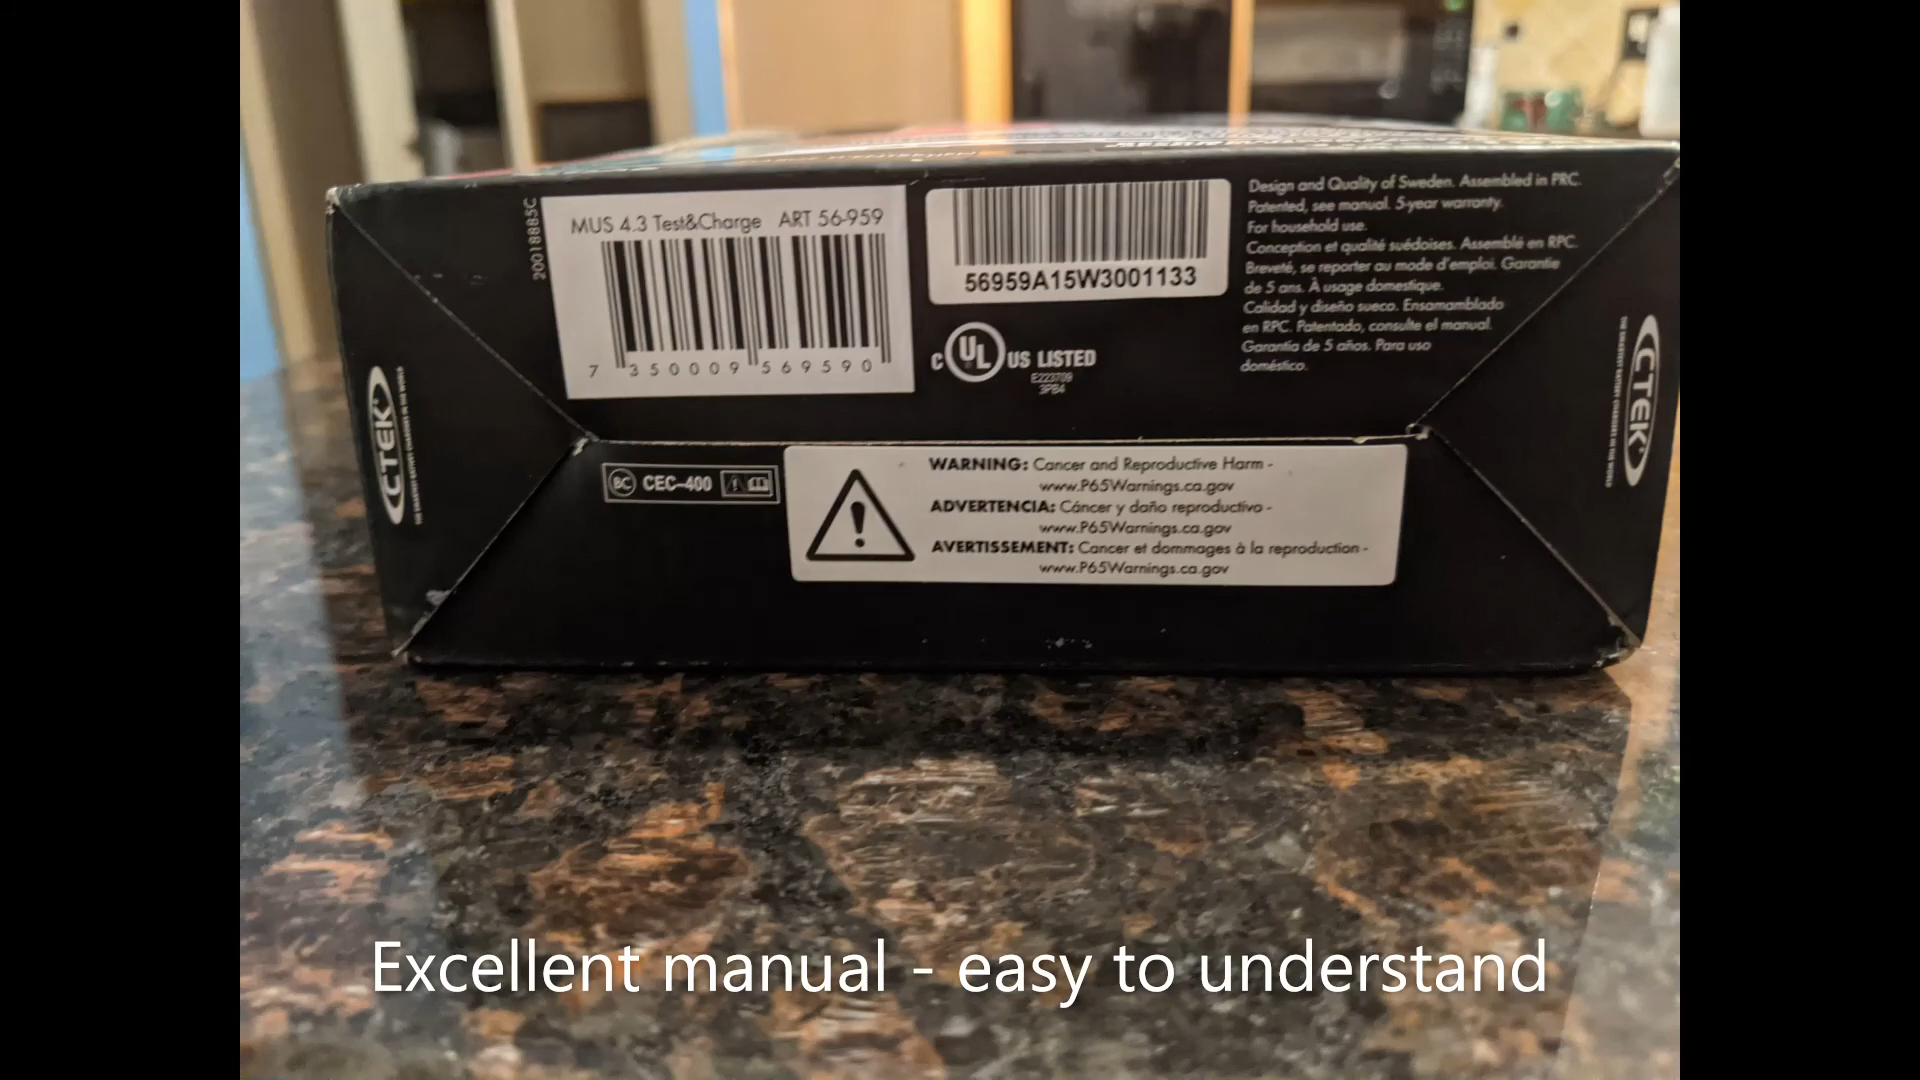 20018885C
MUS 4.3 Test&Charge ART 56-959
7 350009 569590
56959A15W3001133
C UL US LISTED
E223709
3PB4
Design and Quality of Sweden. Assembled in PRC.
Patented, see manual. 5-year warranty.
For household use.
Conception et qualité suédoises. Assemblé en RPC.
Breveté, se reporter au mode d'emploi. Garantie
de 5 ans. À usage domestique.
Calidad y diseño sueco. Ensamamblado
en RPC. Patentado, consulte el manual.
Garantía de 5 años. Para uso
doméstico.
CTEK
CTEK
BC CEC-400
WARNING: Cancer and Reproductive Harm -
www.P65Warnings.ca.gov
ADVERTENCIA: Cáncer y daño reproductivo -
www.P65Warnings.ca.gov
AVERTISSEMENT: Cancer et dommages à la reproduction -
www.P65Warnings.ca.gov
Excellent manual - easy to understand